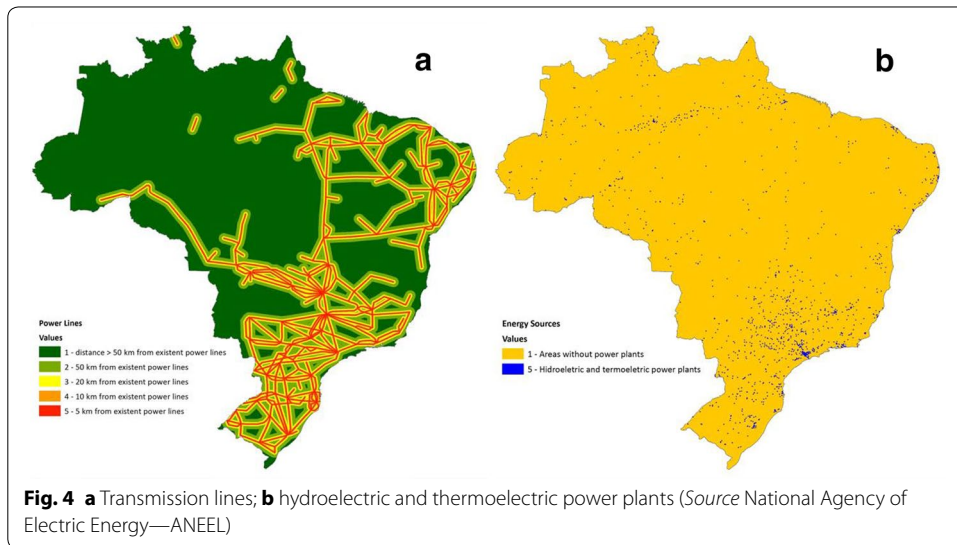 a
b
Power Lines
Values
1 - distance > 50 km from existent power lines
2 - 50 km from existent power lines
3 - 20 km from existent power lines
4 - 10 km from existent power lines
5 - 5 km from existent power lines
Energy Sources
Values
1 - Areas without power plants
5 - Hidroeletric and termoeletric power plants
Fig. 4 a Transmission lines; b hydroelectric and thermoelectric power plants (Source National Agency of
Electric Energy—ANEEL)